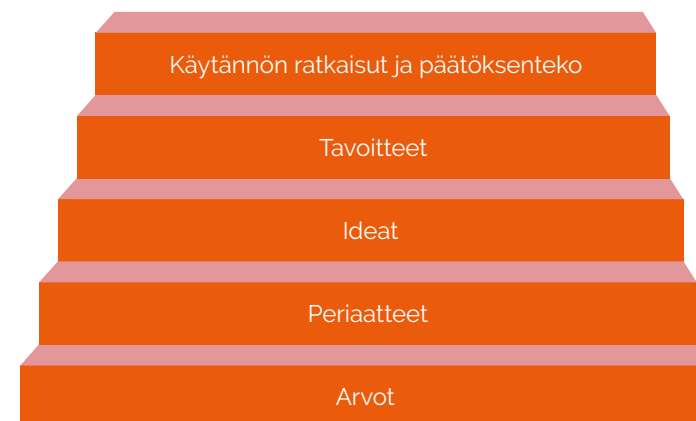 Käytännön ratkaisut ja päätöksenteko
Tavoitteet
Ideat
Periaatteet
Arvot